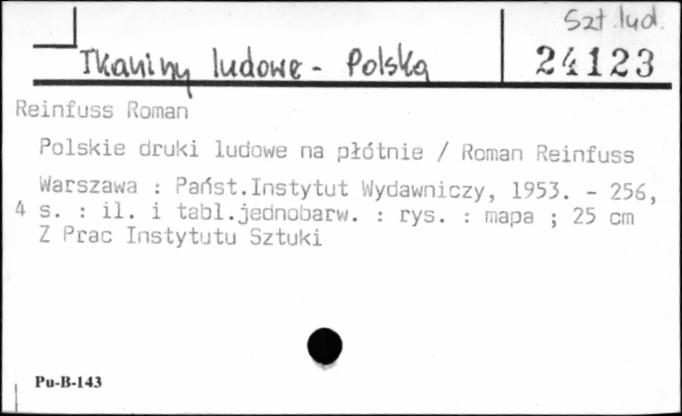 Szt. lud.
Tkaniny ludowe - Polska
24123
Reinfuss Roman
Polskie druki ludowe na płótnie / Roman Reinfuss
Warszawa : Państ.Instytut Wydawniczy, 1953. - 256,
4 s. : il. i tabl.jednobarw. : rys. : mapa ; 25 cm
Z Prac Instytutu Sztuki
Pu-B-143